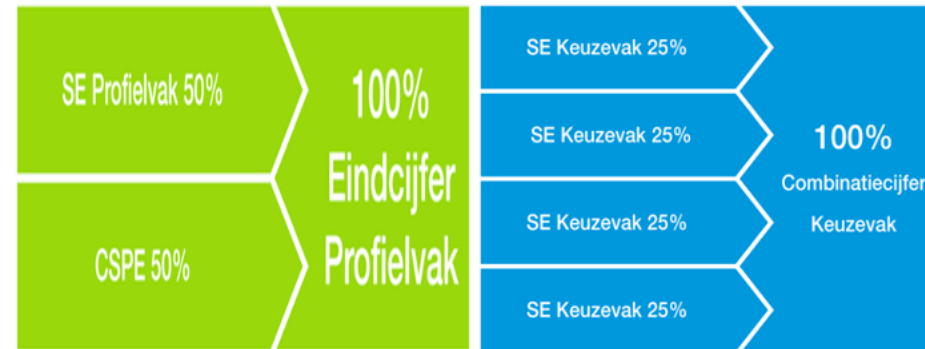 SE Profielvak 50%
CSPE 50%
100%
Eindcijfer
Profielvak
SE Keuzevak 25%
SE Keuzevak 25%
SE Keuzevak 25%
SE Keuzevak 25%
100%
Combinatiecijfer
Keuzevak